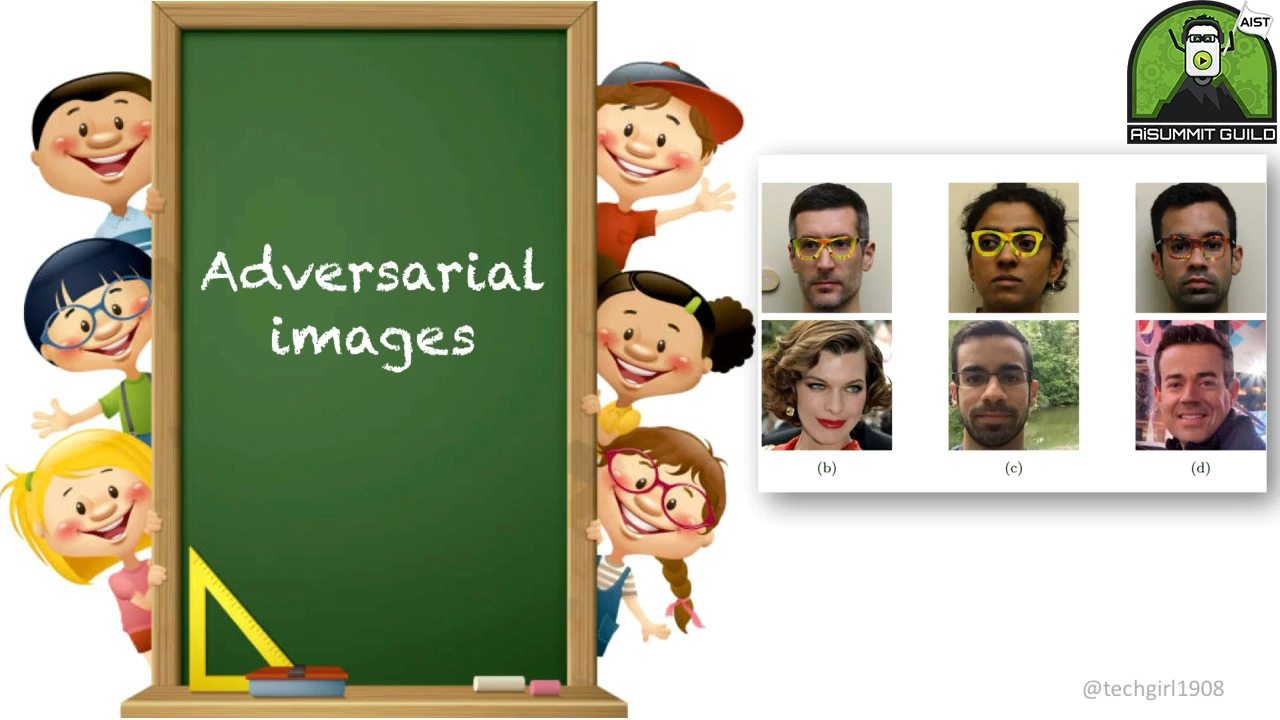 Adversarial
images
AIST
AiSUMMIT GUILD
(b)
(c)
(d)
@techgirl1908